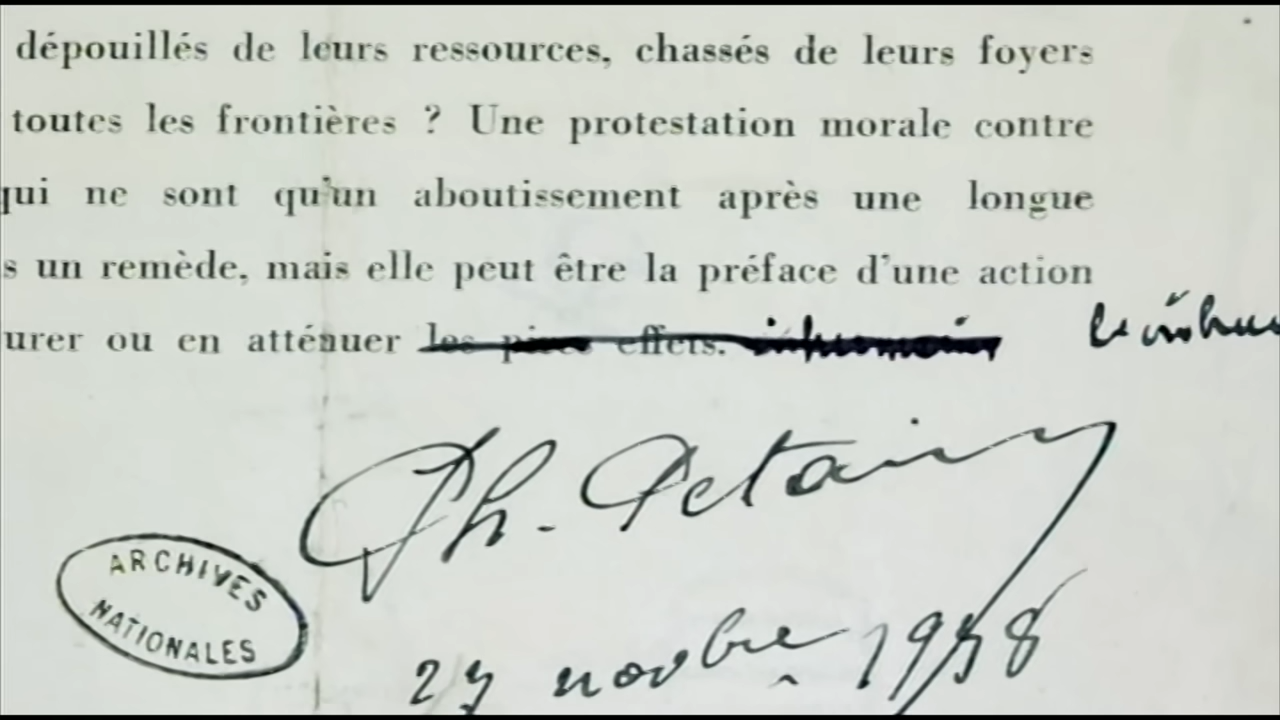 dépouillés de leurs ressources, chassés de leurs foyers
toutes les frontières ? Une protestation morale contre
qui ne sont qu'un aboutissement après une longue
s un remède, mais elle peut être la préface d'une action
urer ou en atténuer les effets. inhumains
Ph. Petain
novbre 1938
ARCHIVES
NATIONALES